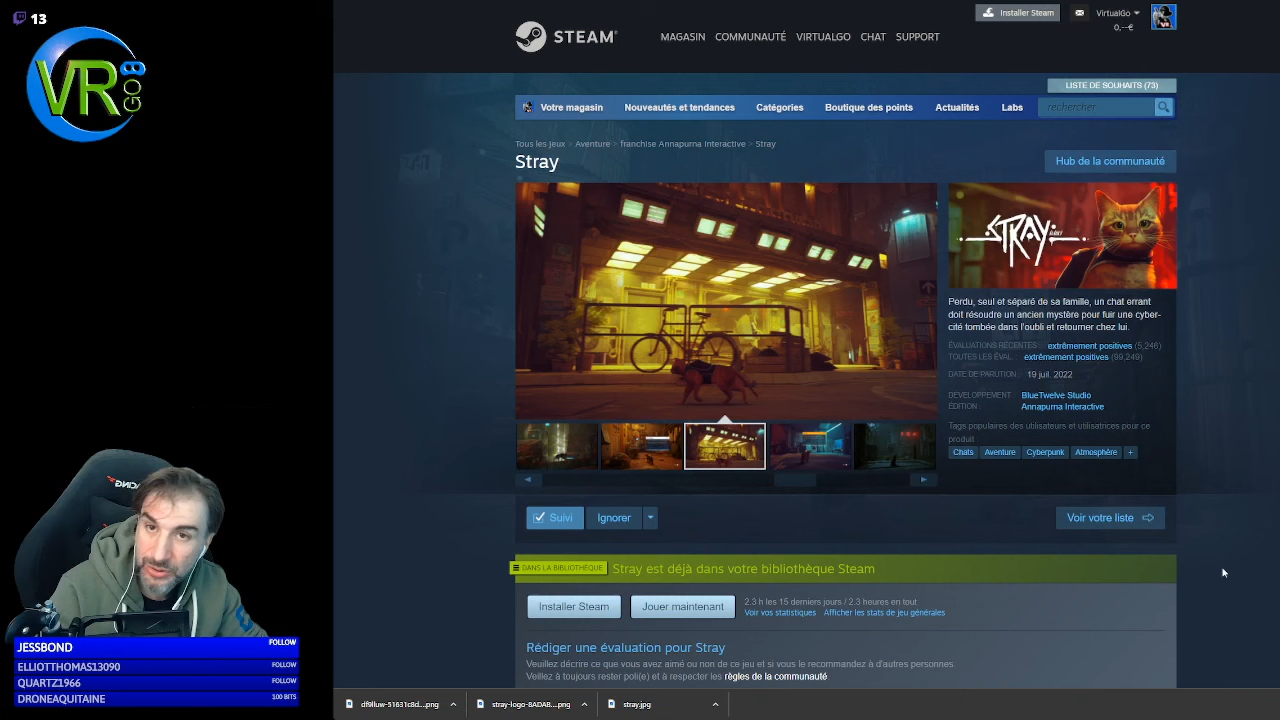 13
VR
GO
Installer Steam
VirtualGo
0,--€
STEAM®
MAGASIN COMMUNAUTÉ VIRTUALGO CHAT SUPPORT
LISTE DE SOUHAITS (73)
Votre magasin Nouveautés et tendances Catégories Boutique des points Actualités Labs rechercher
Tous les jeux > Aventure > franchise Annapurna Interactive > Stray
Stray
Hub de la communauté
STRAY
Perdu, seul et séparé de sa famille, un chat errant
doit résoudre un ancien mystère pour fuir une cyber-
cité tombée dans l'oubli et retourner chez lui.
ÉVALUATIONS RÉCENTES : extrêmement positives (5,246)
TOUTES LES ÉVAL. : extrêmement positives (99,249)
DATE DE PARUTION : 19 juil. 2022
DÉVELOPPEMENT : BlueTwelve Studio
ÉDITION : Annapurna Interactive
Tags populaires des utilisateurs et utilisatrices pour ce
produit :
Chats Aventure Cyberpunk Atmosphère +
Suivi Ignorer
Voir votre liste
DANS LA BIBLIOTHÈQUE Stray est déjà dans votre bibliothèque Steam
Installer Steam Jouer maintenant
2.3 h les 15 derniers jours / 2.3 heures en tout
Voir vos statistiques Afficher les stats de jeu générales
Rédiger une évaluation pour Stray
Veuillez décrire ce que vous avez aimé ou non de ce jeu et si vous le recommandez à d'autres personnes.
Veillez à toujours rester poli(e) et à respecter les règles de la communauté.
JESSBOND FOLLOW
ELLIOTTHOMAS13090 FOLLOW
QUARTZ1966 FOLLOW
DRONEAQUITAINE 100 BITS
stray-logo-8ADAB....png
stray.jpg